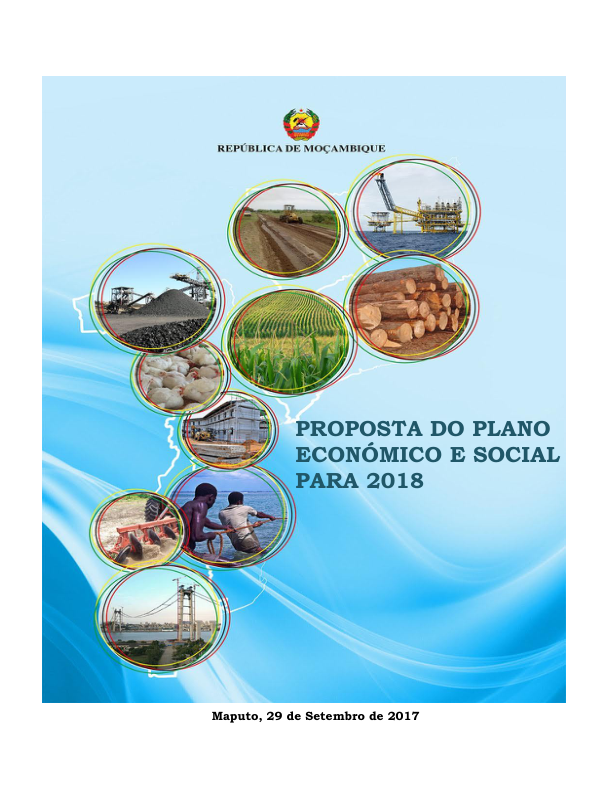 REPÚBLICA DE MOÇAMBIQUE
PROPOSTA DO PLANO
ECONÓMICO E SOCIAL
PARA 2018
Maputo, 29 de Setembro de 2017